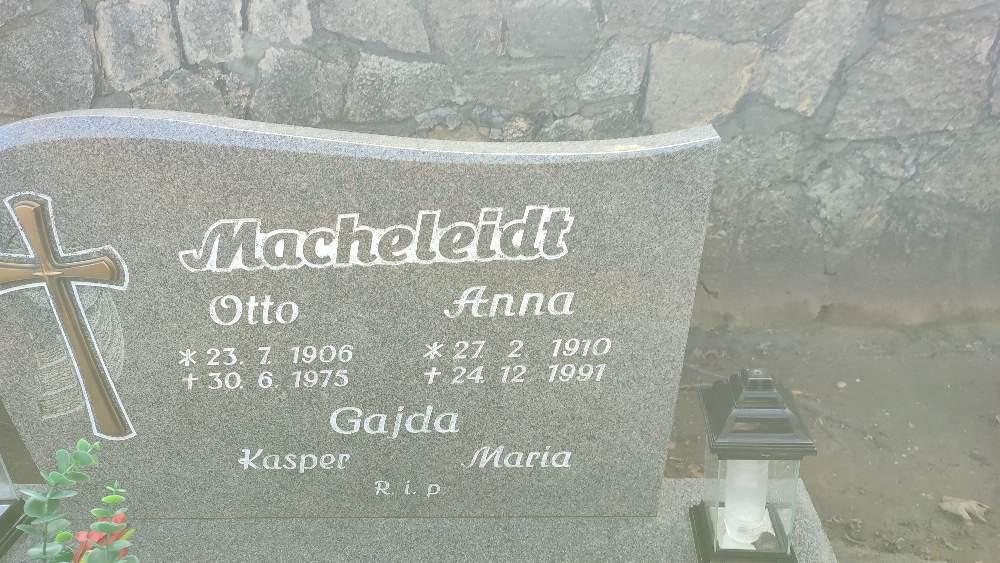 Macheleidt
Otto Anna
* 23. 7. 1906 * 27. 2. 1910
† 30. 6. 1975 † 24. 12. 1991
Gajda
Kasper Maria
R. i. p